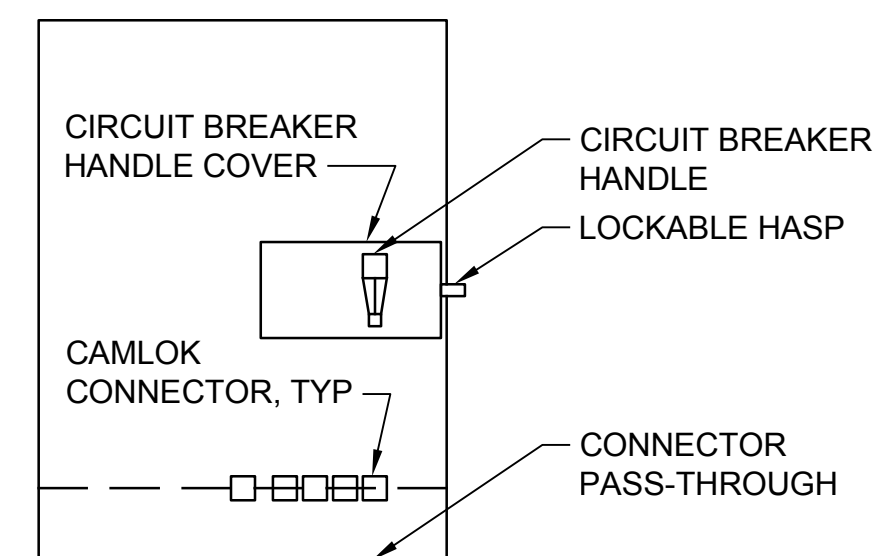 CIRCUIT BREAKER
HANDLE COVER
CIRCUIT BREAKER
HANDLE
LOCKABLE HASP
CAMLOK
CONNECTOR, TYP
CONNECTOR
PASS-THROUGH